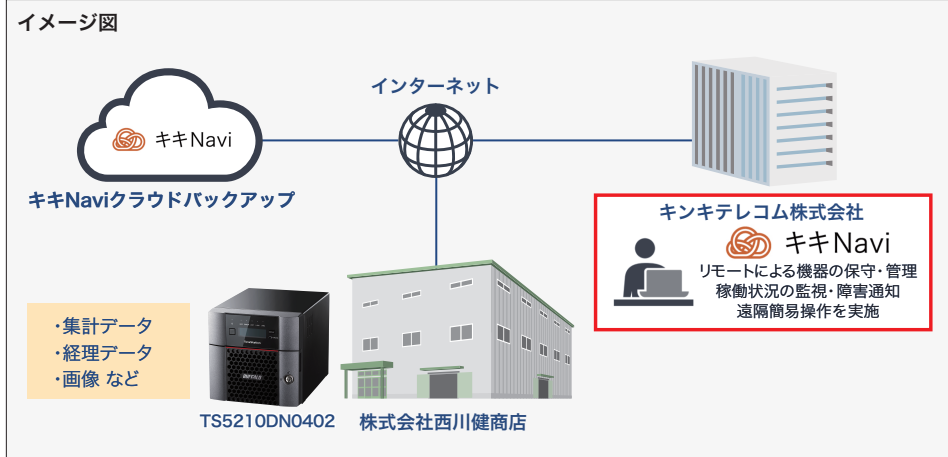 イメージ図
インターネット
キキNavi
キキNaviクラウドバックアップ
キンキテレコム株式会社
キキNavi
リモートによる機器の保守・管理
稼働状況の監視・障害通知
遠隔簡易操作を実施
・集計データ
・経理データ
・画像 など
BUFFALO
TS5210DN0402
株式会社西川健商店